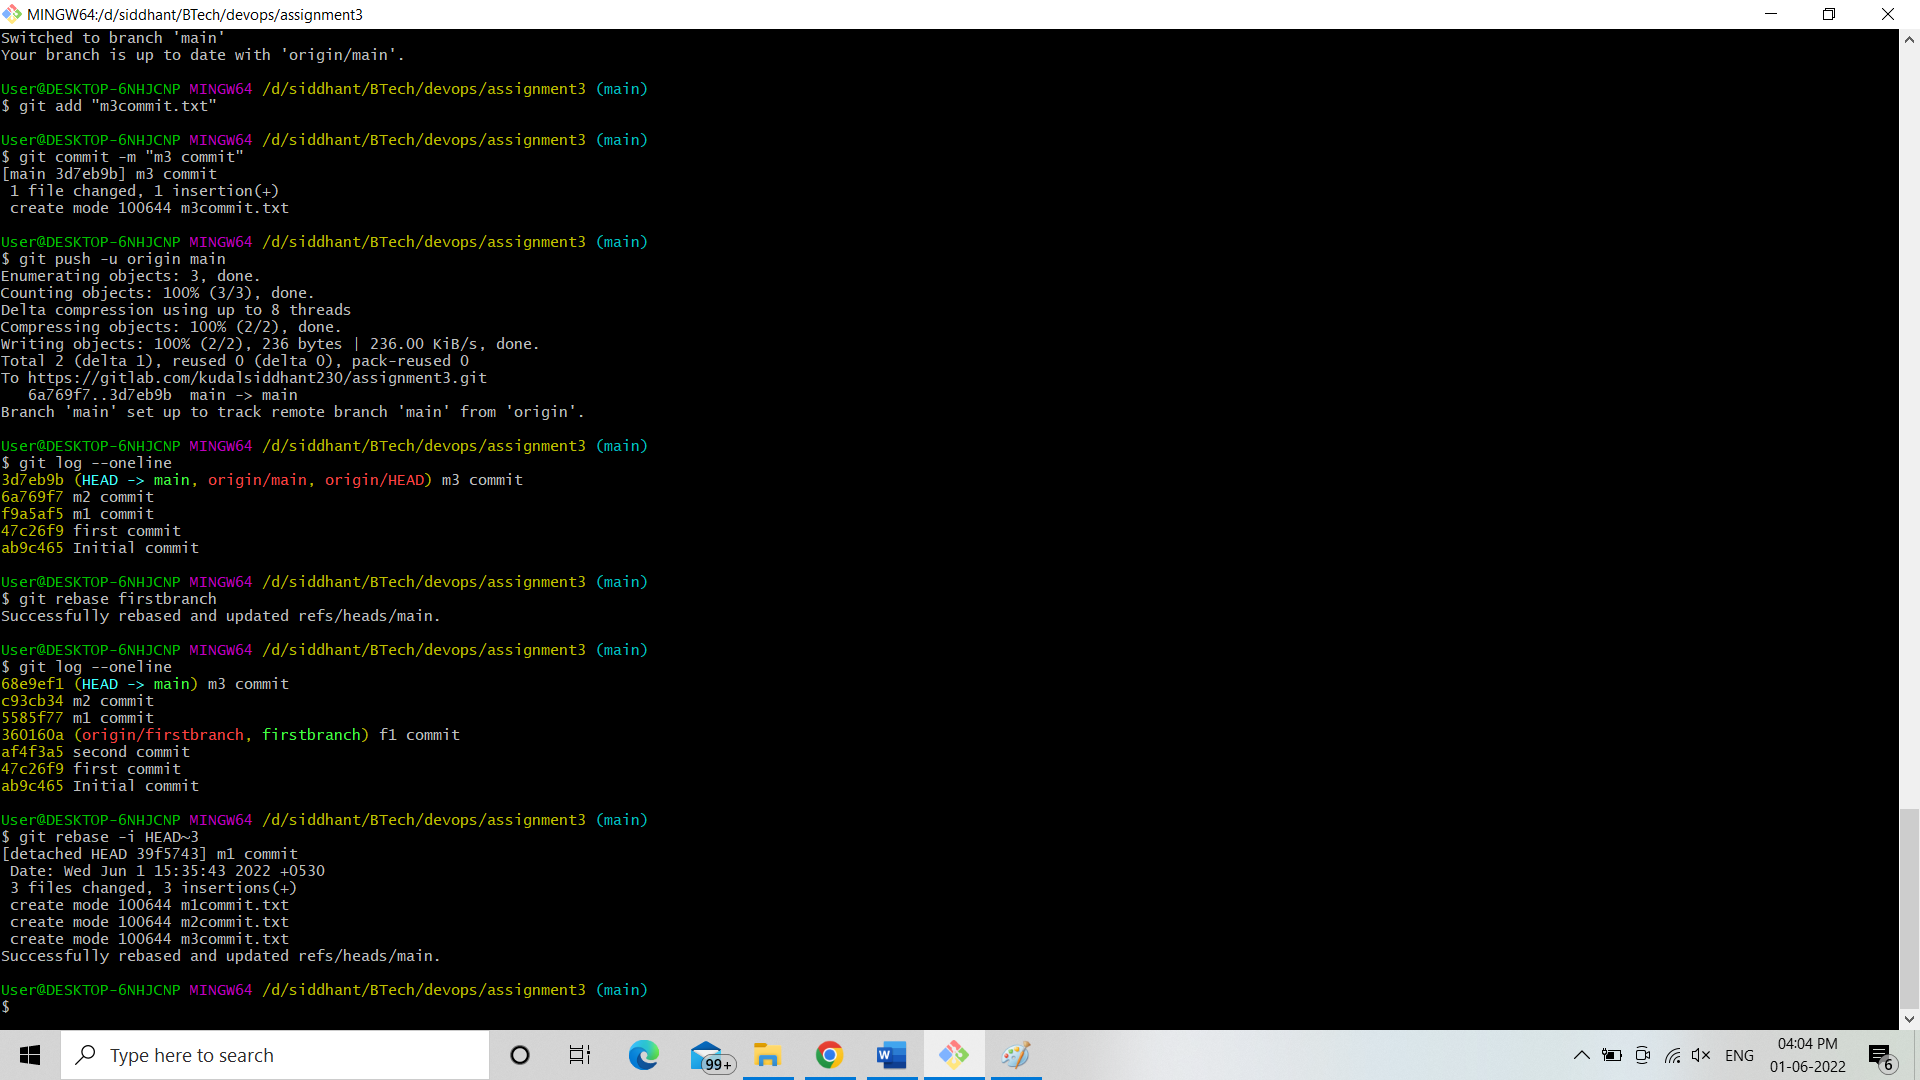 MINGW64:/d/siddhant/BTech/devops/assignment3
Switched to branch 'main'
Your branch is up to date with 'origin/main'.
User@DESKTOP-6NHJCNP MINGW64 /d/siddhant/BTech/devops/assignment3 (main)
$ git add "m3commit.txt"
User@DESKTOP-6NHJCNP MINGW64 /d/siddhant/BTech/devops/assignment3 (main)
$ git commit -m "m3 commit"
[main 3d7eb9b] m3 commit
1 file changed, 1 insertion(+)
create mode 100644 m3commit.txt
User@DESKTOP-6NHJCNP MINGW64 /d/siddhant/BTech/devops/assignment3 (main)
$ git push -u origin main
Enumerating objects: 3, done.
Counting objects: 100% (3/3), done.
Delta compression using up to 8 threads
Compressing objects: 100% (2/2), done.
Writing objects: 100% (2/2), 236 bytes | 236.00 KiB/s, done.
Total 2 (delta 1), reused 0 (delta 0), pack-reused 0
To https://gitlab.com/kudalsiddhant230/assignment3.git
6a769f7..3d7eb9b  main -> main
Branch 'main' set up to track remote branch 'main' from 'origin'.
User@DESKTOP-6NHJCNP MINGW64 /d/siddhant/BTech/devops/assignment3 (main)
$ git log --oneline
3d7eb9b (HEAD -> main, origin/main, origin/HEAD) m3 commit
6a769f7 m2 commit
f9a5af5 m1 commit
47c26f9 first commit
ab9c465 Initial commit
User@DESKTOP-6NHJCNP MINGW64 /d/siddhant/BTech/devops/assignment3 (main)
$ git rebase firstbranch
Successfully rebased and updated refs/heads/main.
User@DESKTOP-6NHJCNP MINGW64 /d/siddhant/BTech/devops/assignment3 (main)
$ git log --oneline
68e9ef1 (HEAD -> main) m3 commit
c93cb34 m2 commit
5585f77 m1 commit
360160a (origin/firstbranch, firstbranch) f1 commit
af4f3a5 second commit
47c26f9 first commit
ab9c465 Initial commit
User@DESKTOP-6NHJCNP MINGW64 /d/siddhant/BTech/devops/assignment3 (main)
$ git rebase -i HEAD~3
[detached HEAD 39f5743] m1 commit
Date: Wed Jun 1 15:35:43 2022 +0530
3 files changed, 3 insertions(+)
create mode 100644 m1commit.txt
create mode 100644 m2commit.txt
create mode 100644 m3commit.txt
Successfully rebased and updated refs/heads/main.
User@DESKTOP-6NHJCNP MINGW64 /d/siddhant/BTech/devops/assignment3 (main)
$
Type here to search
99+
W
ENG
04:04 PM
01-06-2022
6